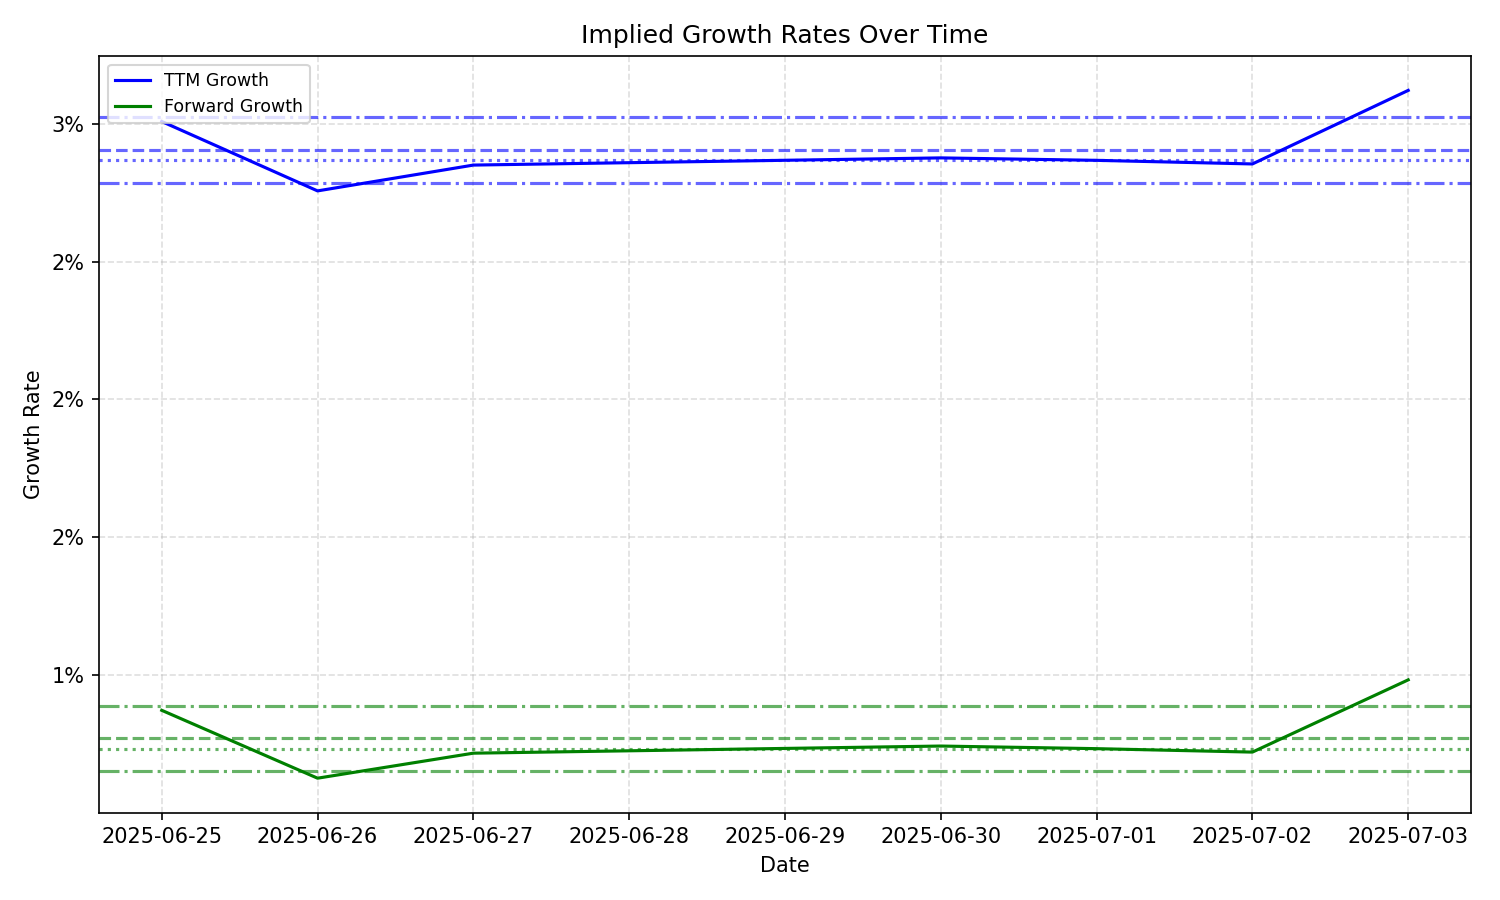 Implied Growth Rates Over Time
TTM Growth
Forward Growth
3%
2%
2%
2%
1%
Growth Rate
2025-06-25 2025-06-26 2025-06-27 2025-06-28 2025-06-29 2025-06-30 2025-07-01 2025-07-02 2025-07-03
Date